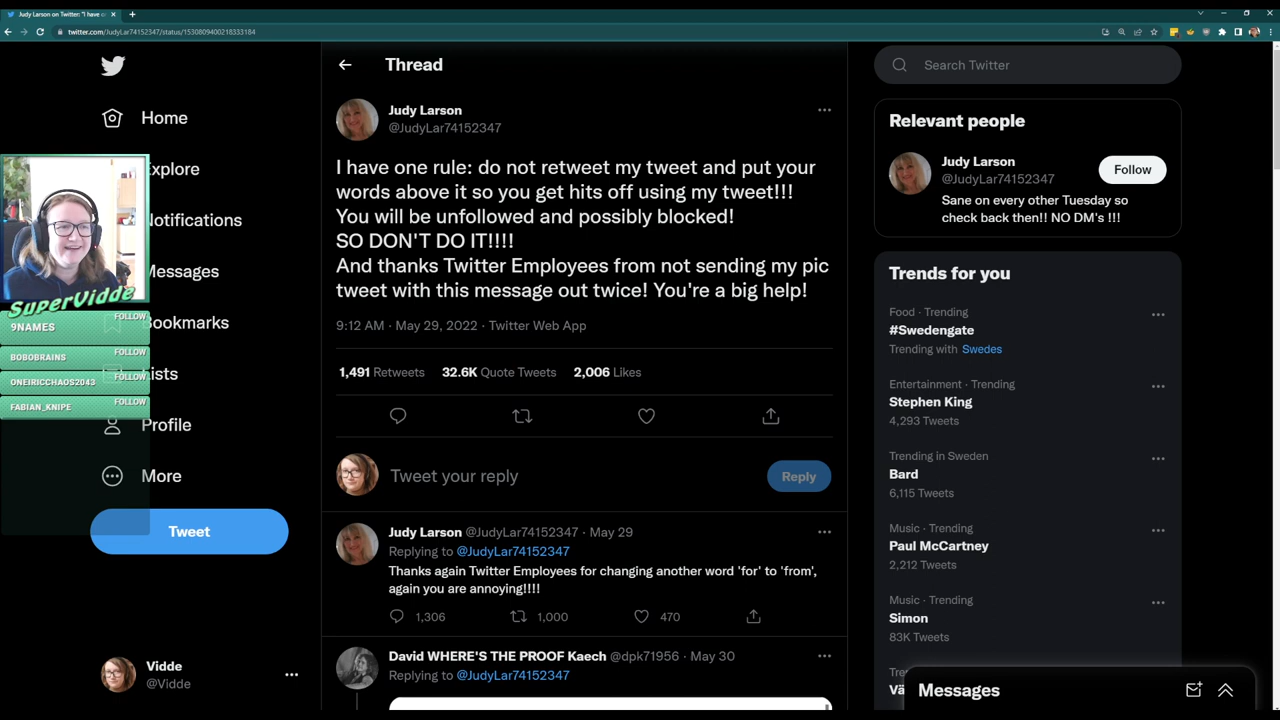 Judy Larson on Twitter: "I have o
twitter.com/JudyLar74152347/status/1530809400218333184
Home
Explore
Notifications
Messages
Bookmarks
Lists
Profile
More
Tweet
Vidde
@Vidde
SuperVidde
9NAMES FOLLOW
BOBOBRAINS FOLLOW
ONEIRICCHAOS2043 FOLLOW
FABIAN_KNIPE FOLLOW
Thread
Judy Larson
@JudyLar74152347
I have one rule: do not retweet my tweet and put your
words above it so you get hits off using my tweet!!!
You will be unfollowed and possibly blocked!
SO DON'T DO IT!!!!
And thanks Twitter Employees from not sending my pic
tweet with this message out twice! You're a big help!
9:12 AM · May 29, 2022 · Twitter Web App
1,491 Retweets 32.6K Quote Tweets 2,006 Likes
Tweet your reply
Reply
Judy Larson @JudyLar74152347 · May 29
Replying to @JudyLar74152347
Thanks again Twitter Employees for changing another word 'for' to 'from',
again you are annoying!!!!
1,306 1,000 470
David WHERE'S THE PROOF Kaech @dpk71956 · May 30
Replying to @JudyLar74152347
Search Twitter
Relevant people
Judy Larson
@JudyLar74152347
Follow
Sane on every other Tuesday so
check back then!! NO DM's !!!
Trends for you
Food · Trending
#Swedengate
Trending with Swedes
Entertainment · Trending
Stephen King
4,293 Tweets
Trending in Sweden
Bard
6,115 Tweets
Music · Trending
Paul McCartney
2,212 Tweets
Music · Trending
Simon
83K Tweets
Messages